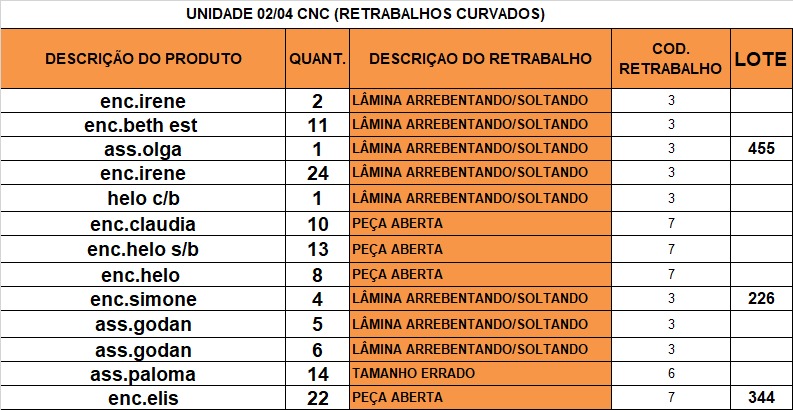 UNIDADE 02/04 CNC (RETRABALHOS CURVADOS)
DESCRIÇÃO DO PRODUTO QUANT. DESCRIÇAO DO RETRABALHO COD. RETRABALHO LOTE
enc.irene 2 LÂMINA ARREBENTANDO/SOLTANDO 3
enc.beth est 11 LÂMINA ARREBENTANDO/SOLTANDO 3
ass.olga 1 LÂMINA ARREBENTANDO/SOLTANDO 3 455
enc.irene 24 LÂMINA ARREBENTANDO/SOLTANDO 3
helo c/b 1 LÂMINA ARREBENTANDO/SOLTANDO 3
enc.claudia 10 PEÇA ABERTA 7
enc.helo s/b 13 PEÇA ABERTA 7
enc.helo 8 PEÇA ABERTA 7
enc.simone 4 LÂMINA ARREBENTANDO/SOLTANDO 3 226
ass.godan 5 LÂMINA ARREBENTANDO/SOLTANDO 3
ass.godan 6 LÂMINA ARREBENTANDO/SOLTANDO 3
ass.paloma 14 TAMANHO ERRADO 6
enc.elis 22 PEÇA ABERTA 7 344